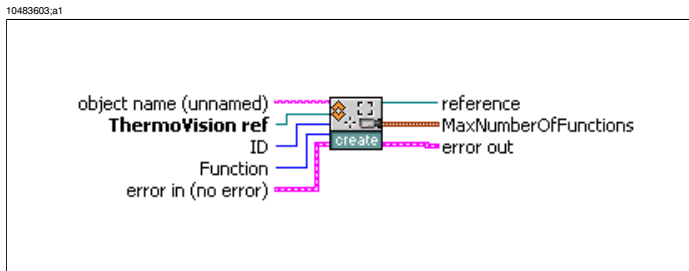 10483603;a1
object name (unnamed)
ThermoVision ref
ID
Function
error in (no error)
create
reference
MaxNumberOfFunctions
error out